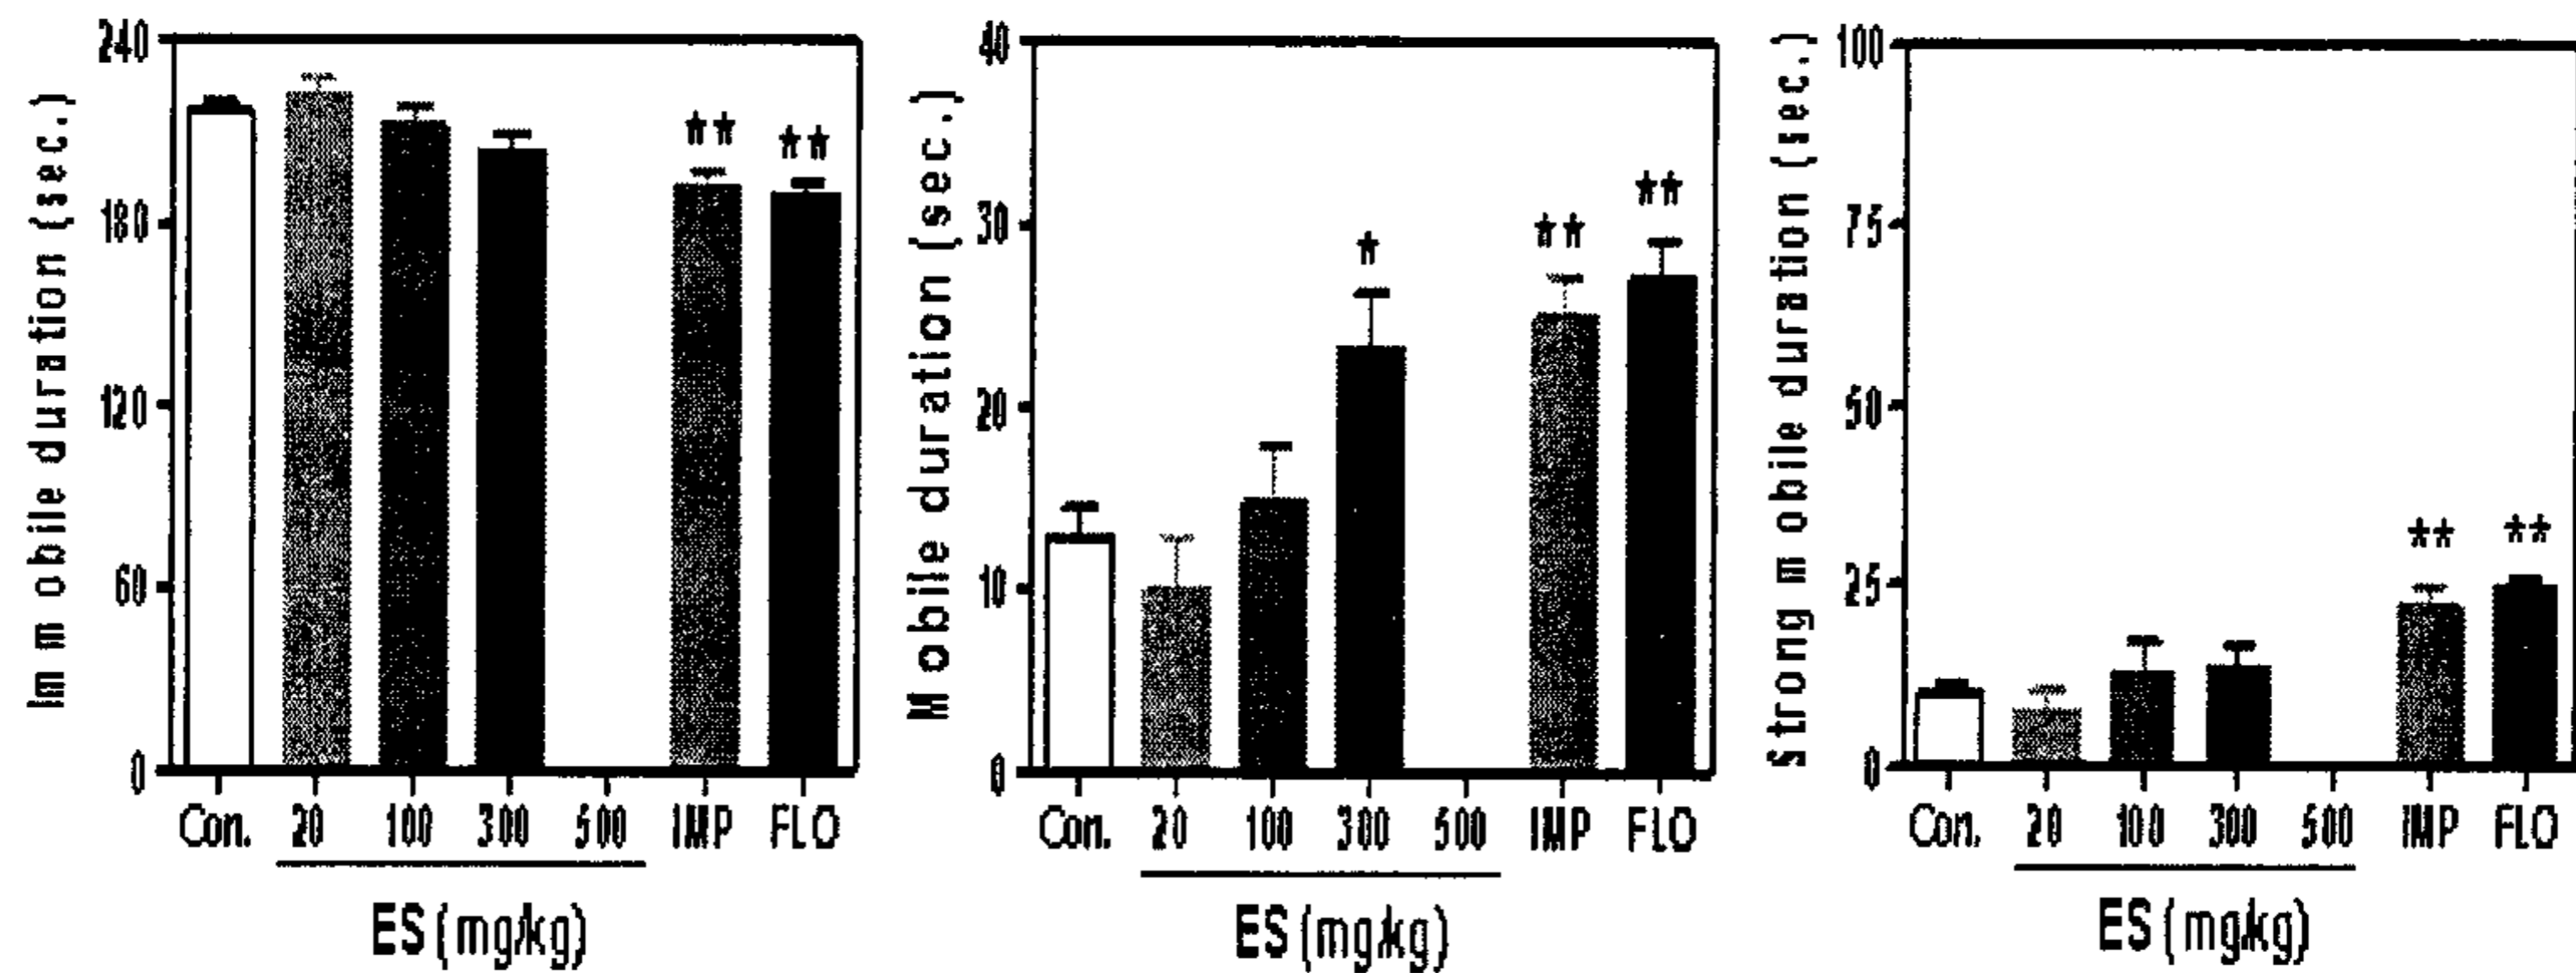 Immobile duration (sec.)
240
180
120
60
0
** **
Con. 20 100 300 500 IMP FLO
ES (mg/kg)
Mobile duration (sec.)
40
30
20
10
0
* ** **
Con. 20 100 300 500 IMP FLO
ES (mg/kg)
Strong mobile duration (sec.)
100
75
50
25
0
** **
Con. 20 100 300 500 IMP FLO
ES (mg/kg)